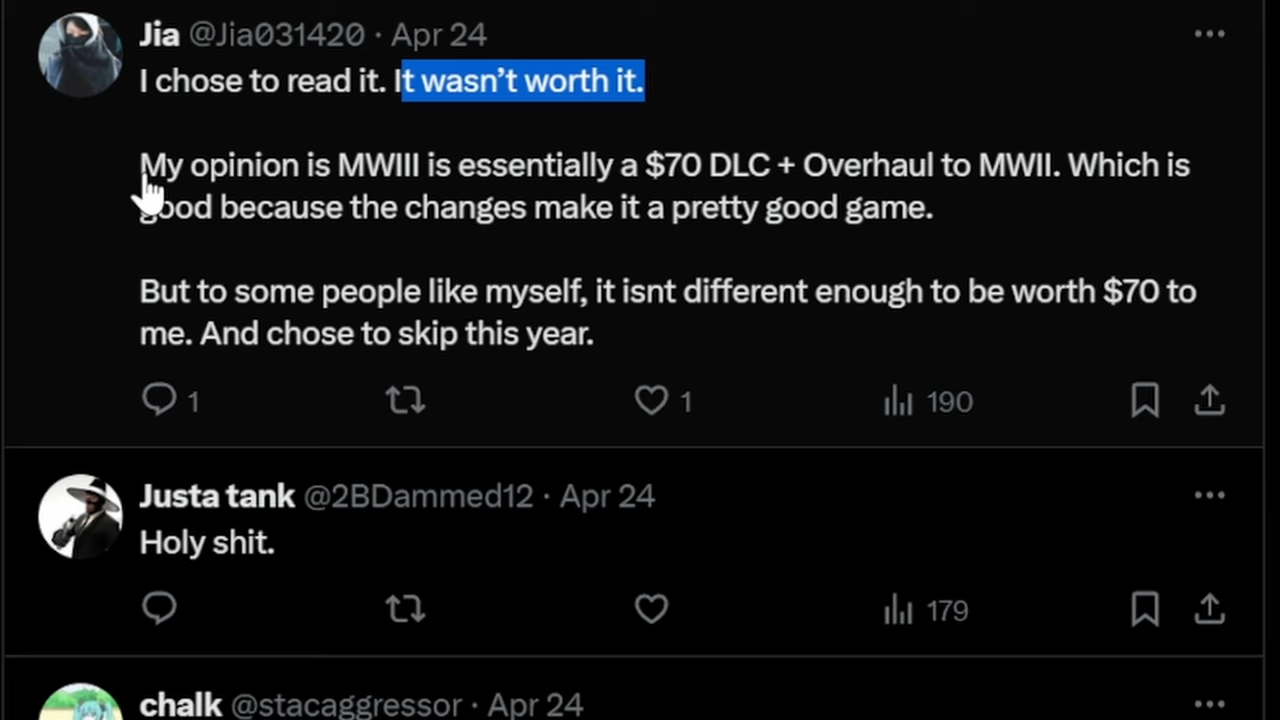 Jia @Jia031420 · Apr 24
I chose to read it. It wasn't worth it.
My opinion is MWIII is essentially a $70 DLC + Overhaul to MWII. Which is
good because the changes make it a pretty good game.
But to some people like myself, it isnt different enough to be worth $70 to
me. And chose to skip this year.
1 1 190
Justa tank @2BDammed12 · Apr 24
Holy shit.
179
chalk @stacaggressor · Apr 24